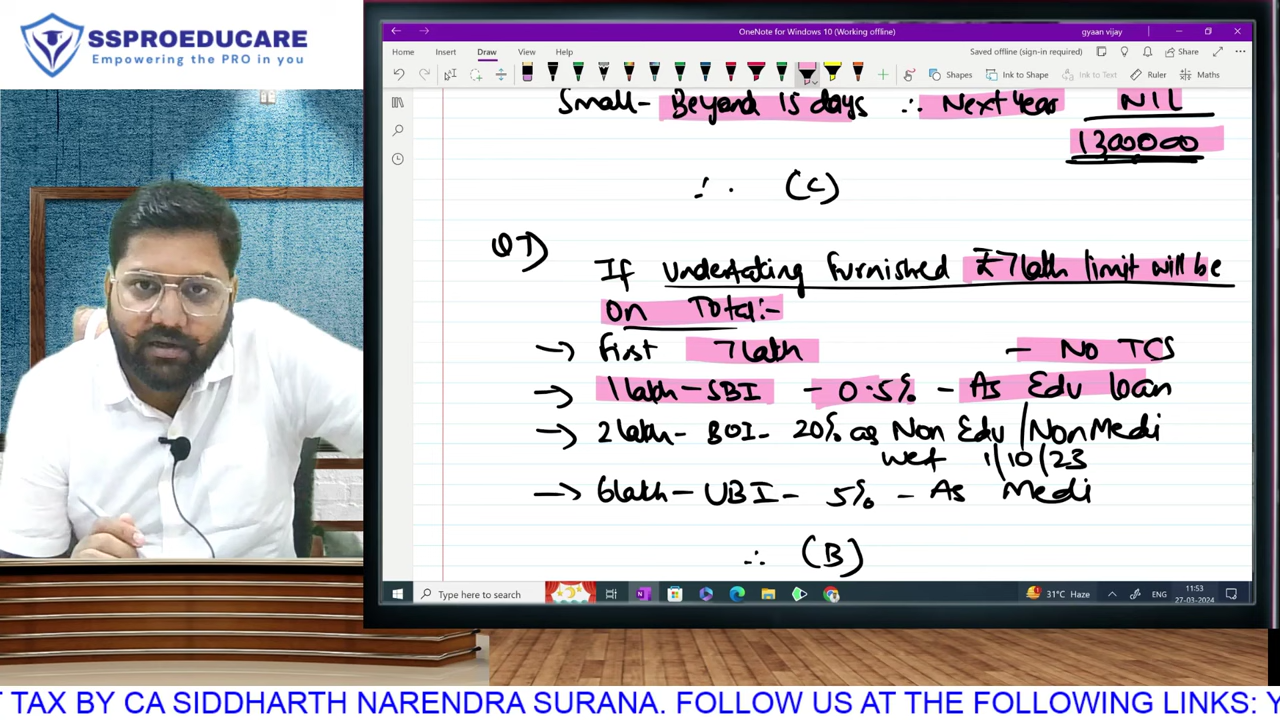 SSPROEDUCARE
Empowering the PRO in you
OneNote for Windows 10 (Working offline)
gyaan vijay
Home Insert Draw View Help
Saved offline (sign-in required)
Share
Shapes Ink to Shape Ink to Text Ruler Maths
Small- Beyond 15 days ∴ Next Year NIL
1300000
∴ (C)
Q7)
If undertaking furnished ₹7lakh limit will be
on Total:-
→ first 7lakh - No TCS
→ 1lakh-SBI - 0.5% - As Edu loan
→ 2lakh- BOI- 20% as Non Edu/NonMedi
wef 1/10/23
→ 6lakh-UBI- 5% - As Medi
∴ (B)
Type here to search
31°C Haze
ENG
11:53
27-03-2024
T TAX BY CA SIDDHARTH NARENDRA SURANA. FOLLOW US AT THE FOLLOWING LINKS: Y